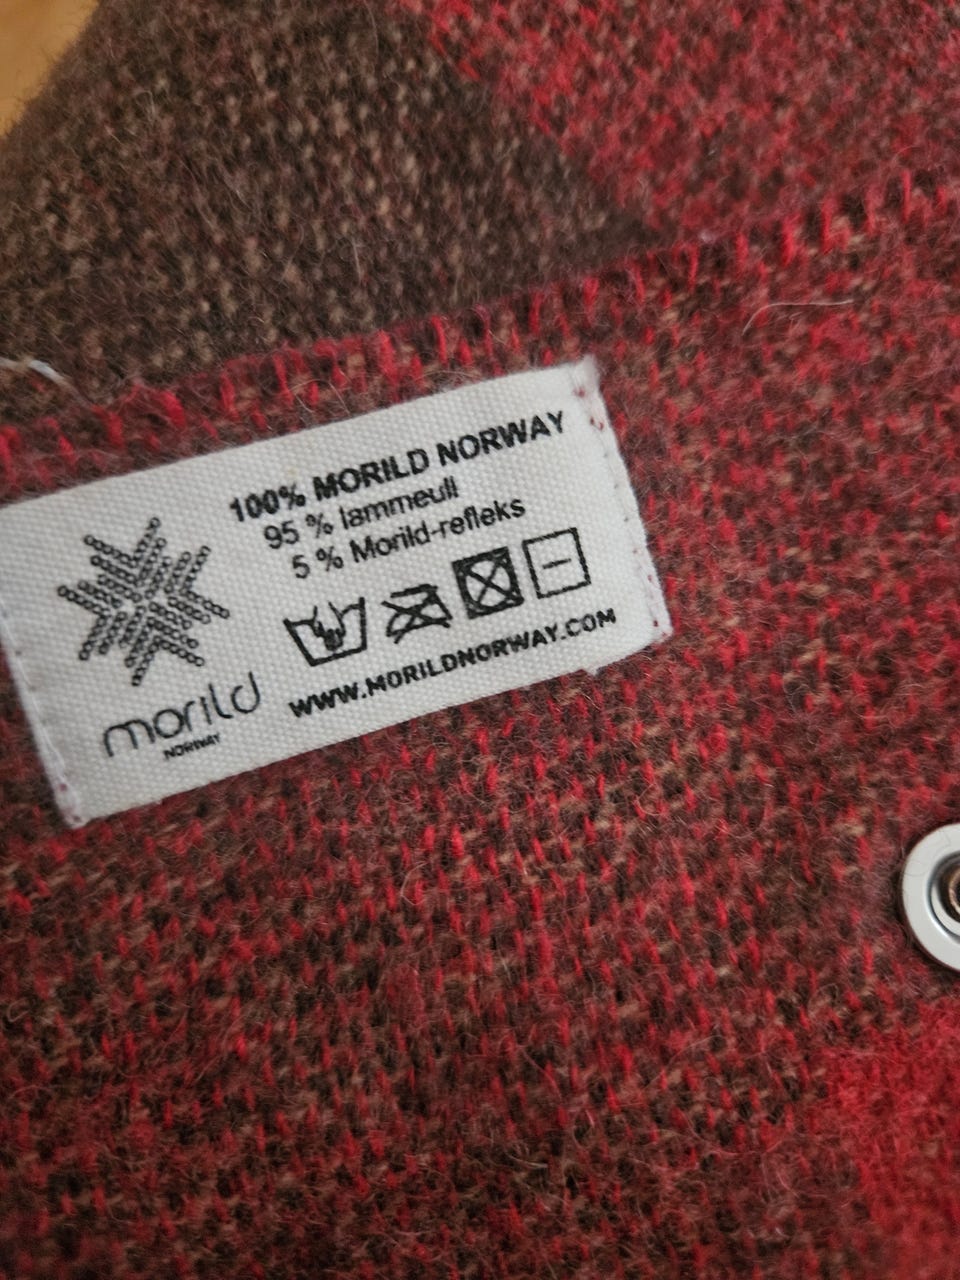 100% MORILD NORWAY
95 % lammeull
5 % Morild-refleks
WWW.MORILDNORWAY.COM
morild
NORWAY